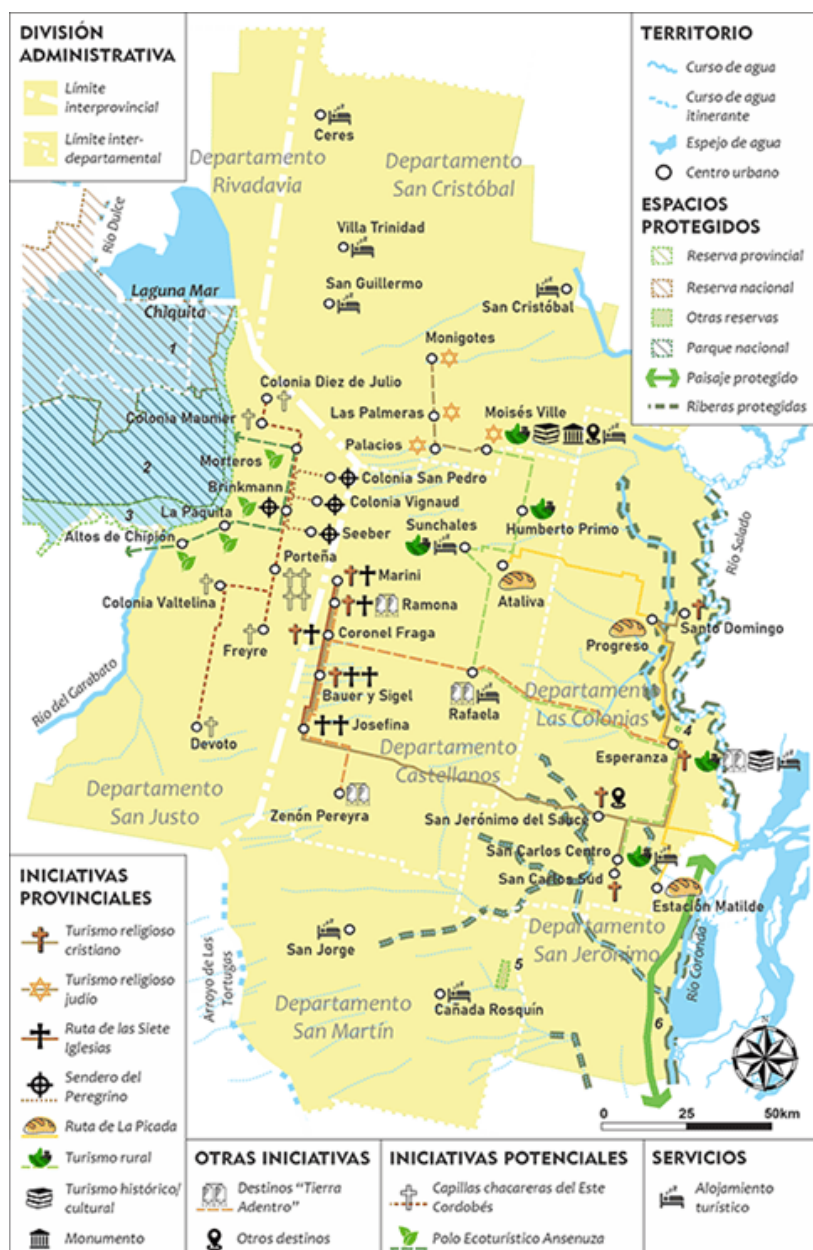 DIVISIÓN
ADMINISTRATIVA
Límite
interprovincial
Límite inter-
departamental
TERRITORIO
Curso de agua
Curso de agua
itinerante
Espejo de agua
Centro urbano
ESPACIOS
PROTEGIDOS
Reserva provincial
Reserva nacional
Otras reservas
Parque nacional
Paisaje protegido
Riberas protegidas
Ceres
Departamento
Rivadavia
Departamento
San Cristóbal
Río Dulce
Villa Trinidad
San Guillermo
San Cristóbal
Laguna Mar
Chiquita
1
Monigotes
Colonia Diez de Julio
Las Palmeras
Moisés Ville
Colonia Maunier
Palacios
Morteros
2
Colonia San Pedro
Brinkmann
Colonia Vignaud
3
La Paquita
Seeber
Sunchales
Humberto Primo
Altos de Chipión
Río Salado
Porteña
Marini
Ataliva
Colonia Valtelina
Ramona
Santo Domingo
Coronel Fraga
Progreso
Freyre
Río del Garabato
Bauer y Sigel
Rafaela
Departamento
Las Colonias
4
Devoto
Josefina
Esperanza
Departamento
Castellanos
Departamento
San Justo
Zenón Pereyra
San Jerónimo del Sauce
San Carlos Centro
San Carlos Sud
Estación Matilde
San Jorge
Departamento
San Jerónimo
Río Coronda
5
Arroyo de Las
Tortugas
Cañada Rosquín
Departamento
San Martín
6
N
0 25 50km
INICIATIVAS
PROVINCIALES
Turismo religioso
cristiano
Turismo religioso
judío
Ruta de las Siete
Iglesias
Sendero del
Peregrino
Ruta de La Picada
Turismo rural
Turismo histórico/
cultural
Monumento
OTRAS INICIATIVAS
Destinos "Tierra
Adentro"
Otros destinos
INICIATIVAS POTENCIALES
Capillas chacareras del Este
Cordobés
Polo Ecoturístico Ansenuza
SERVICIOS
Alojamiento
turístico